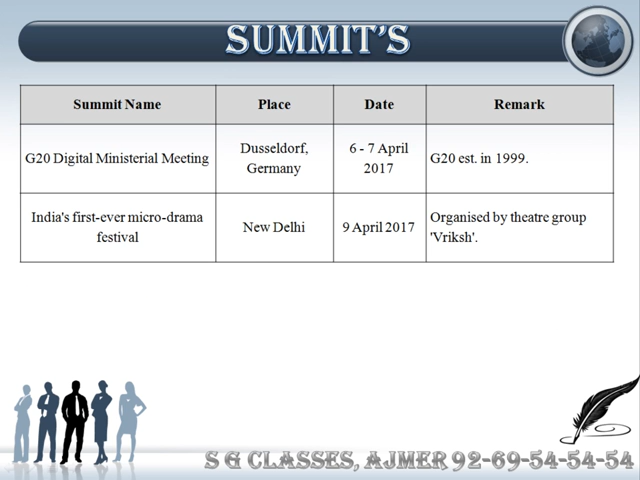 SUMMIT'S
Summit Name Place Date Remark
G20 Digital Ministerial Meeting
Dusseldorf,
Germany
6 - 7 April
2017
G20 est. in 1999.
India's first-ever micro-drama
festival
New Delhi
9 April 2017
Organised by theatre group
'Vriksh'.
S G CLASSES, AJMER 92-69-54-54-54